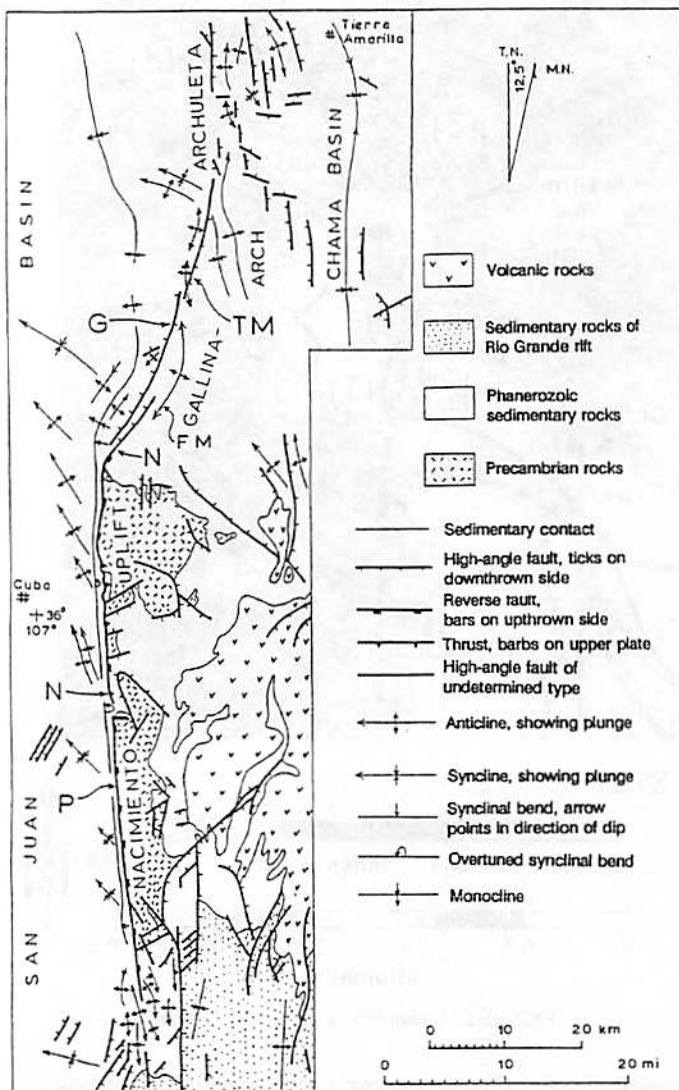 # Tierra
Amarilla
T.N.
12.5°
M.N.
ARCHULETA
ARCH
CHAMA BASIN
BASIN
G
TM
GALLINA
FM
N
UPLIFT
Cuba
#
+36°
107°
N
P
NACIMIENTO
SAN JUAN
Volcanic rocks
Sedimentary rocks of
Rio Grande rift
Phanerozoic
sedimentary rocks
Precambrian rocks
Sedimentary contact
High-angle fault, ticks on
downthrown side
Reverse fault,
bars on upthrown side
Thrust, barbs on upper plate
High-angle fault of
undetermined type
Anticline, showing plunge
Syncline, showing plunge
Synclinal bend, arrow
points in direction of dip
Overtuned synclinal bend
Monocline
0 10 20 km
0 10 20 mi